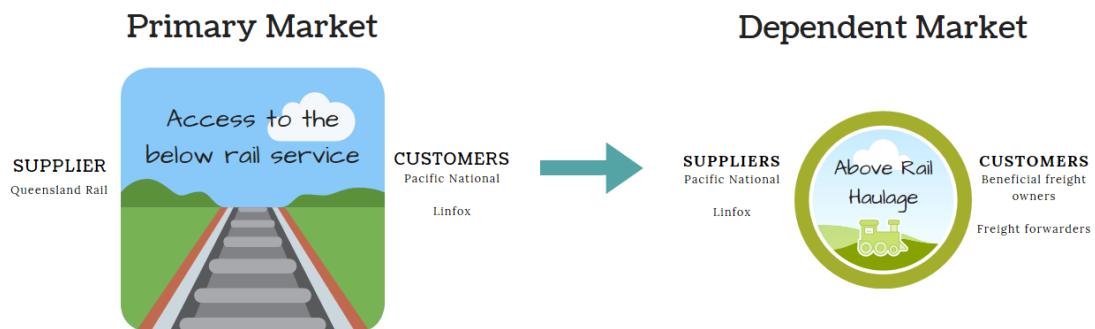 Primary Market
Dependent Market
Access to the
below rail service
SUPPLIER
Queensland Rail
CUSTOMERS
Pacific National
Linfox
SUPPLIERS
Pacific National
Linfox
Above Rail
Haulage
CUSTOMERS
Beneficial freight
owners
Freight forwarders